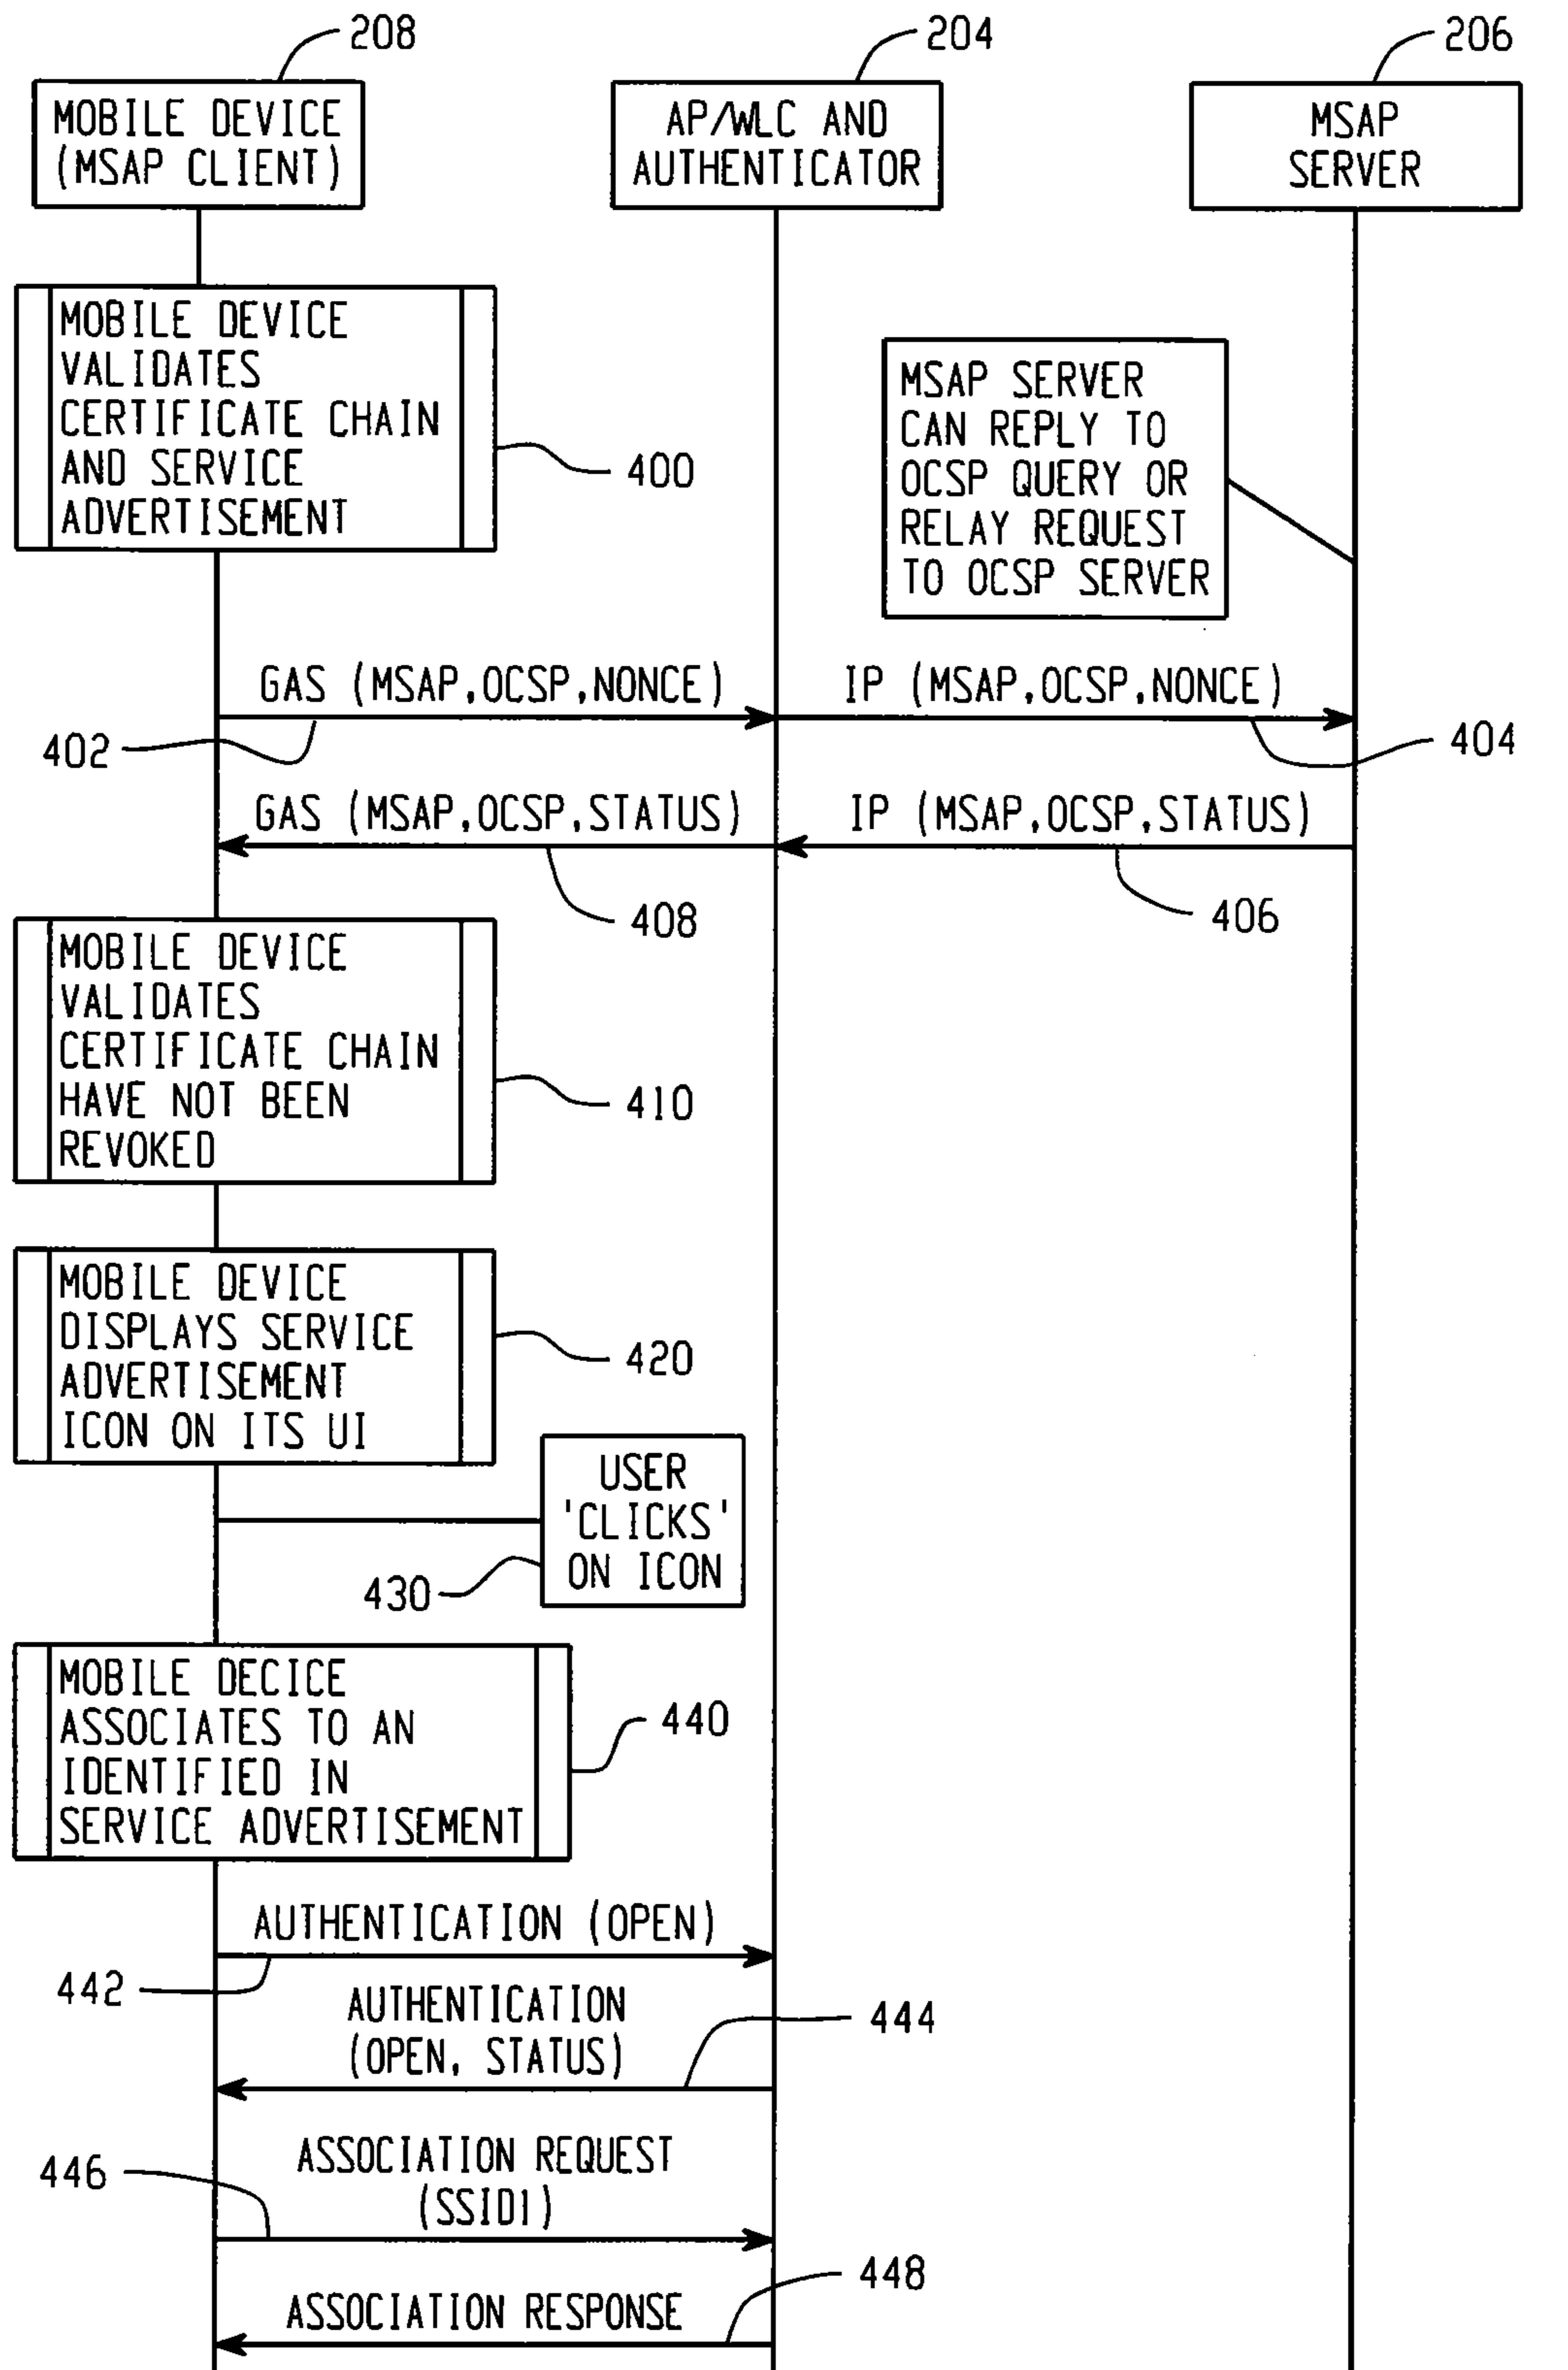 208
204
206
MOBILE DEVICE
(MSAP CLIENT)
AP/WLC AND
AUTHENTICATOR
MSAP
SERVER
MOBILE DEVICE
VALIDATES
CERTIFICATE CHAIN
AND SERVICE
ADVERTISEMENT
400
MSAP SERVER
CAN REPLY TO
OCSP QUERY OR
RELAY REQUEST
TO OCSP SERVER
GAS (MSAP,OCSP,NONCE)
IP (MSAP,OCSP,NONCE)
402
404
GAS (MSAP,OCSP,STATUS)
IP (MSAP,OCSP,STATUS)
408
406
MOBILE DEVICE
VALIDATES
CERTIFICATE CHAIN
HAVE NOT BEEN
REVOKED
410
MOBILE DEVICE
DISPLAYS SERVICE
ADVERTISEMENT
ICON ON ITS UI
420
USER
'CLICKS'
ON ICON
430
MOBILE DECICE
ASSOCIATES TO AN
IDENTIFIED IN
SERVICE ADVERTISEMENT
440
AUTHENTICATION (OPEN)
442
AUTHENTICATION
(OPEN, STATUS)
444
ASSOCIATION REQUEST
(SSID1)
446
ASSOCIATION RESPONSE
448